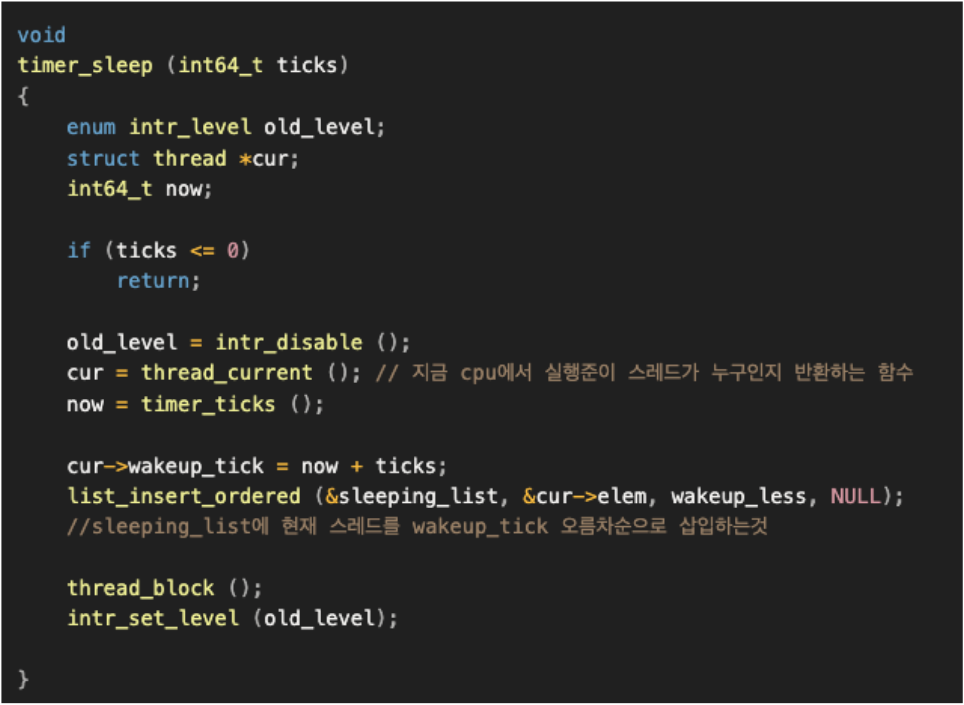 void
timer_sleep (int64_t ticks)
{
    enum intr_level old_level;
    struct thread *cur;
    int64_t now;

    if (ticks <= 0)
        return;

    old_level = intr_disable ();
    cur = thread_current (); // 지금 cpu에서 실행준이 스레드가 누구인지 반환하는 함수
    now = timer_ticks ();

    cur->wakeup_tick = now + ticks;
    list_insert_ordered (&sleeping_list, &cur->elem, wakeup_less, NULL);
    //sleeping_list에 현재 스레드를 wakeup_tick 오름차순으로 삽입하는것

    thread_block ();
    intr_set_level (old_level);

}